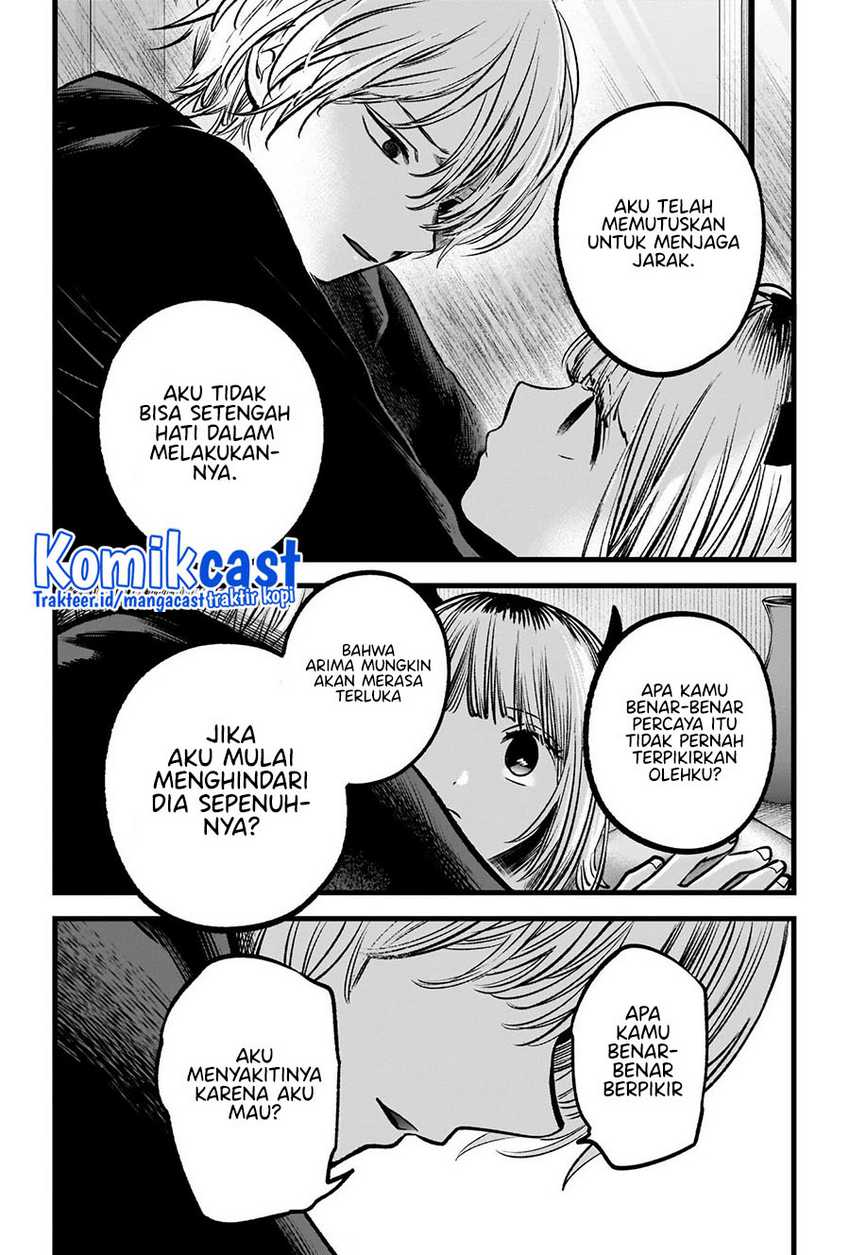 AKU TELAH
MEMUTUSKAN
UNTUK MENJAGA
JARAK.
AKU TIDAK
BISA SETENGAH
HATI DALAM
MELAKUKAN-
NYA.
Komikcast
Trakteer.id/mangacast traktir kopi
APA KAMU
BENAR-BENAR
PERCAYA ITU
TIDAK PERNAH
TERPIKIRKAN
OLEHKU?
BAHWA
ARIMA MUNGKIN
AKAN MERASA
TERLUKA
JIKA
AKU MULAI
MENGHINDARI
DIA SEPENUH-
NYA?
APA
KAMU
BENAR-
BENAR
BERPIKIR
AKU
MENYAKITINYA
KARENA AKU
MAU?